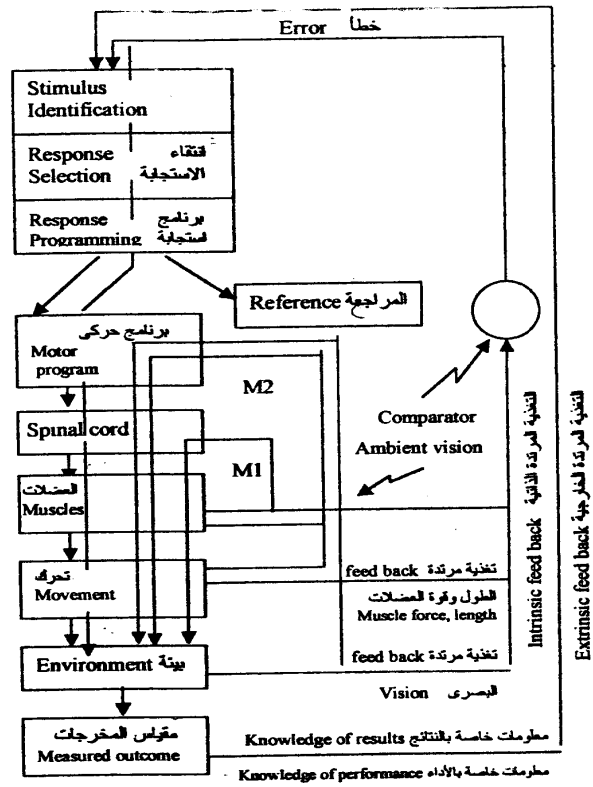 Error خطأ
Stimulus
Identification
Response انتقاء
Selection الاستجابة
Response برنامج
Programming استجابة
Reference المراجعة
برنامج حركى
Motor
program
M2
Spinal cord
Comparator
Ambient vision
M1
العضلات
Muscles
تحرك
Movement
feed back تغذية مرتدة
الطول وقوة العضلات
Muscle force, length
feed back تغذية مرتدة
Environment بيئة
Vision البصرى
مقياس المخرجات
Measured outcome
Knowledge of results معلومات خاصة بالنتائج
Knowledge of performance معلومات خاصة بالأداء
Intrinsic feed back التغذية المرتدة الذاتية
Extrinsic feed back التغذية المرتدة الخارجية